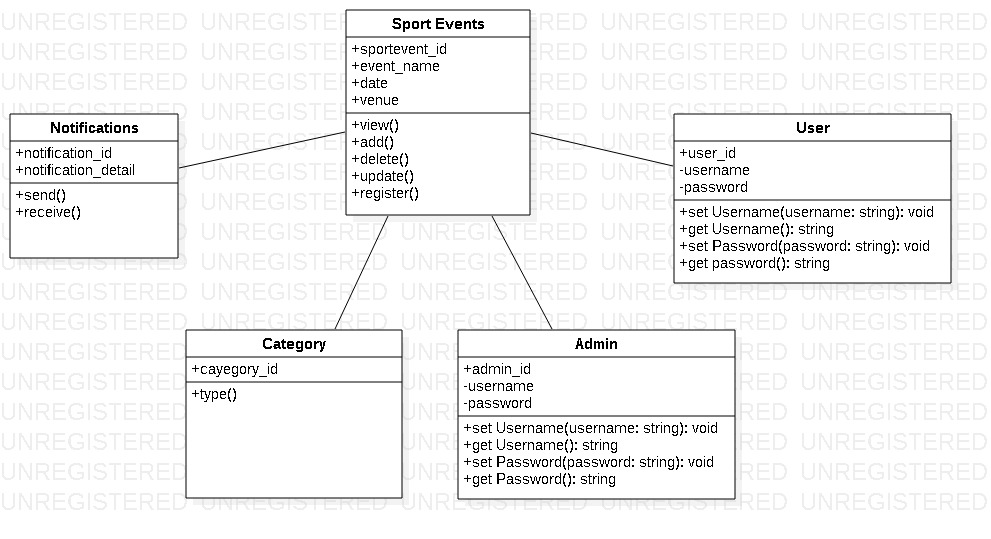 Sport Events
+sportevent_id
+event_name
+date
+venue
+view()
+add()
+delete()
+update()
+register()
Notifications
+notification_id
+notification_detail
+send()
+receive()
User
+user_id
-username
-password
+set Username(username: string): void
+get Username(): string
+set Password(password: string): void
+get password(): string
Category
+cayegory_id
+type()
Admin
+admin_id
-username
-password
+set Username(username: string): void
+get Username(): string
+set Password(password: string): void
+get Password(): string
UNREGISTERED